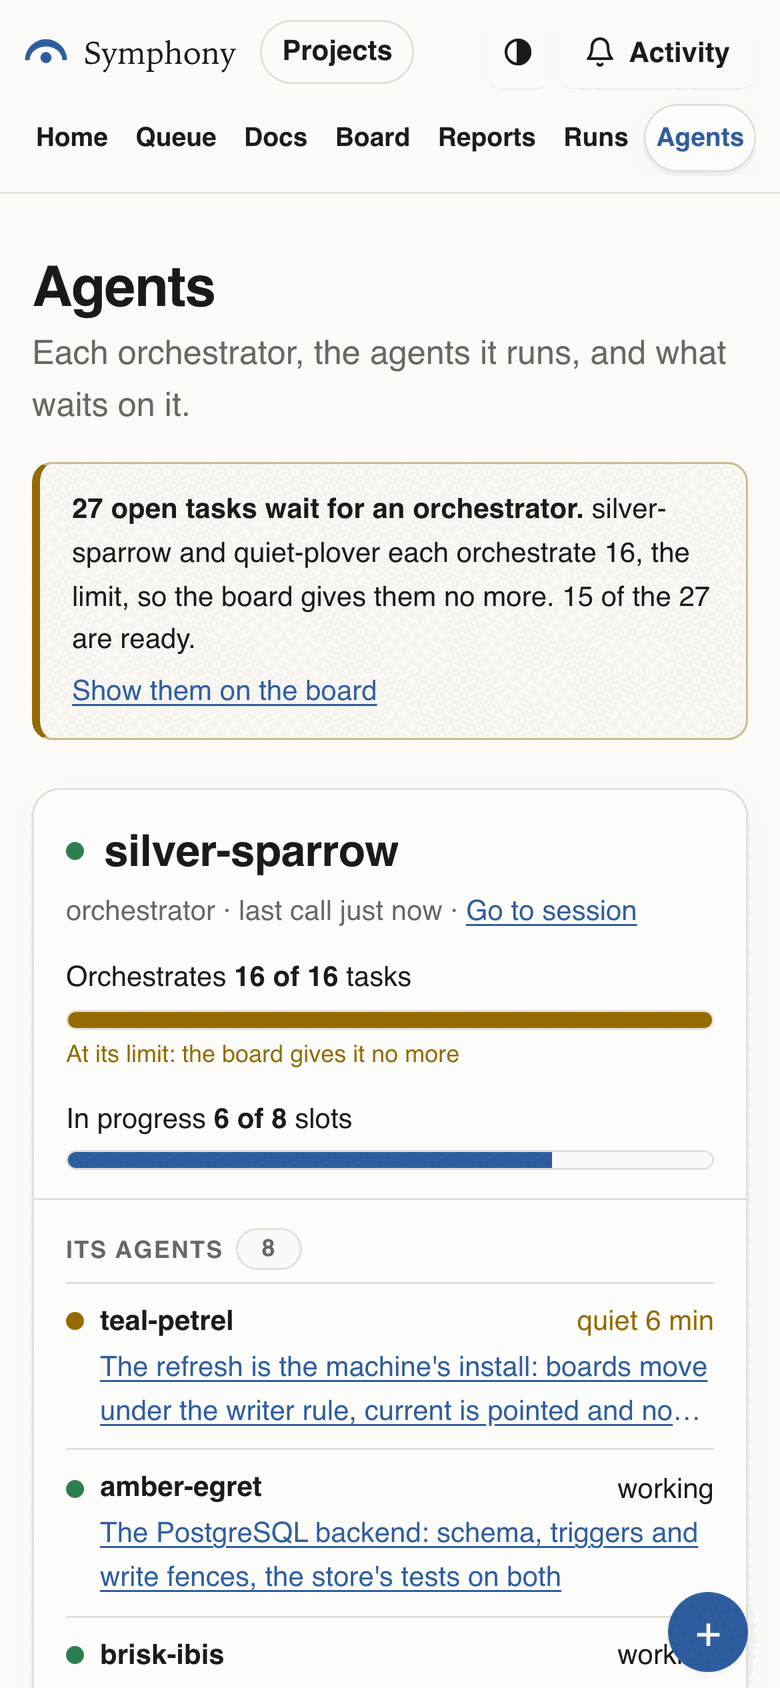 Symphony
Projects
Activity
Home Queue Docs Board Reports Runs Agents
Agents
Each orchestrator, the agents it runs, and what
waits on it.
27 open tasks wait for an orchestrator. silver-
sparrow and quiet-plover each orchestrate 16, the
limit, so the board gives them no more. 15 of the 27
are ready.
Show them on the board
silver-sparrow
orchestrator · last call just now · Go to session
Orchestrates 16 of 16 tasks
At its limit: the board gives it no more
In progress 6 of 8 slots
ITS AGENTS 8
teal-petrel quiet 6 min
The refresh is the machine's install: boards move
under the writer rule, current is pointed and no…
amber-egret working
The PostgreSQL backend: schema, triggers and
write fences, the store's tests on both
brisk-ibis